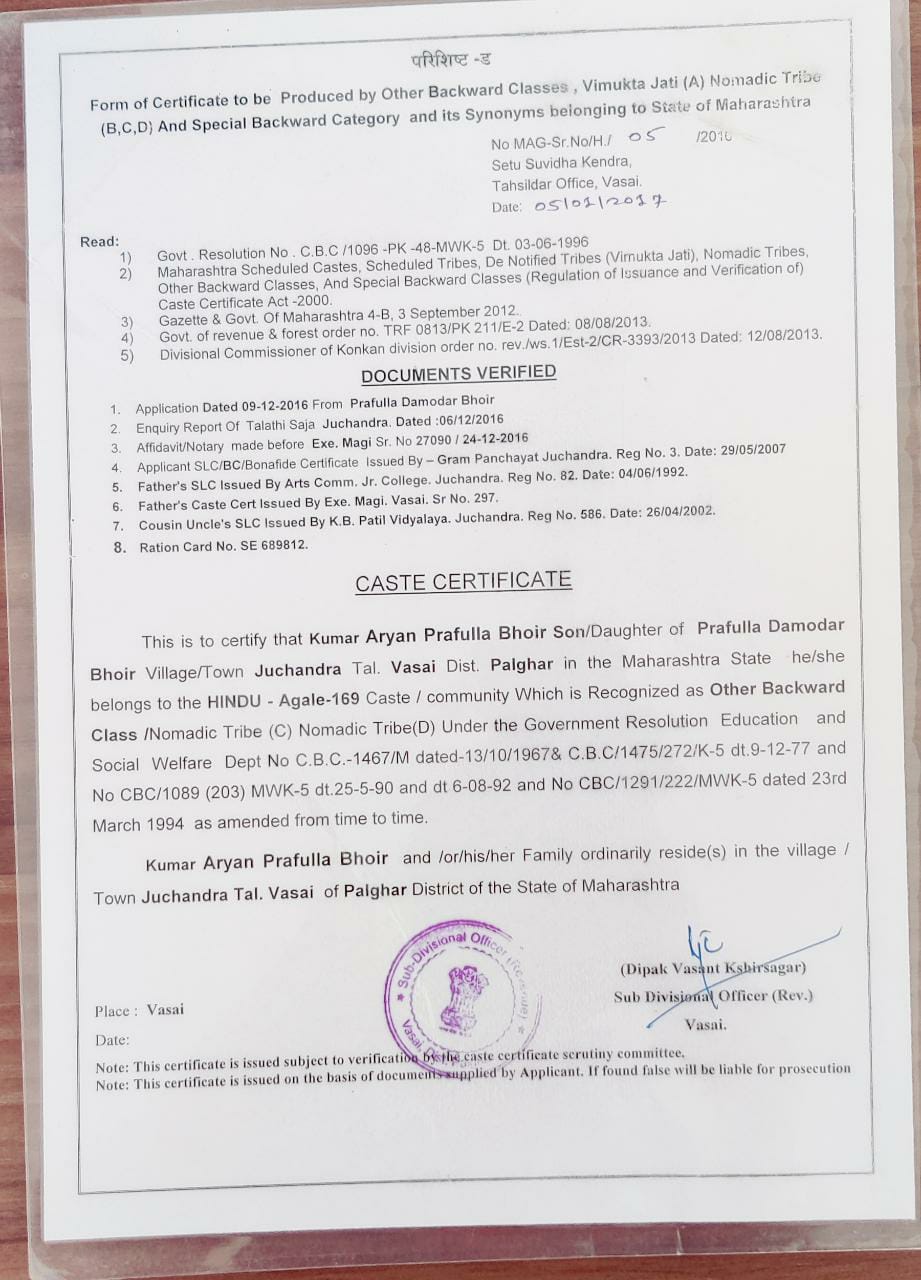 परिशिष्ट -ड
Form of Certificate to be Produced by Other Backward Classes , Vimukta Jati (A) Nomadic Tribe
(B,C,D) And Special Backward Category and its Synonyms belonging to State of Maharashtra
No MAG-Sr.No/H./ 05 /2016
Setu Suvidha Kendra,
Tahsildar Office, Vasai.
Date: 05/01/2017
Read:
1) Govt . Resolution No . C.B.C /1096 -PK -48-MWK-5 Dt. 03-06-1996
2) Maharashtra Scheduled Castes, Scheduled Tribes, De Notified Tribes (Vimukta Jati), Nomadic Tribes,
Other Backward Classes, And Special Backward Classes (Regulation of Issuance and Verification of)
Caste Certificate Act -2000.
3) Gazette & Govt. Of Maharashtra 4-B, 3 September 2012.
4) Govt. of revenue & forest order no. TRF 0813/PK 211/E-2 Dated: 08/08/2013.
5) Divisional Commissioner of Konkan division order no. rev./ws.1/Est-2/CR-3393/2013 Dated: 12/08/2013.
DOCUMENTS VERIFIED
1. Application Dated 09-12-2016 From Prafulla Damodar Bhoir
2. Enquiry Report Of Talathi Saja Juchandra. Dated :06/12/2016
3. Affidavit/Notary made before Exe. Magi Sr. No 27090 / 24-12-2016
4. Applicant SLC/BC/Bonafide Certificate Issued By – Gram Panchayat Juchandra. Reg No. 3. Date: 29/05/2007
5. Father's SLC Issued By Arts Comm. Jr. College. Juchandra. Reg No. 82. Date: 04/06/1992.
6. Father's Caste Cert Issued By Exe. Magi. Vasai. Sr No. 297.
7. Cousin Uncle's SLC Issued By K.B. Patil Vidyalaya. Juchandra. Reg No. 586. Date: 26/04/2002.
8. Ration Card No. SE 689812.
CASTE CERTIFICATE
This is to certify that Kumar Aryan Prafulla Bhoir Son/Daughter of Prafulla Damodar
Bhoir Village/Town Juchandra Tal. Vasai Dist. Palghar in the Maharashtra State he/she
belongs to the HINDU - Agale-169 Caste / community Which is Recognized as Other Backward
Class /Nomadic Tribe (C) Nomadic Tribe(D) Under the Government Resolution Education and
Social Welfare Dept No C.B.C.-1467/M dated-13/10/1967& C.B.C/1475/272/K-5 dt.9-12-77 and
No CBC/1089 (203) MWK-5 dt.25-5-90 and dt 6-08-92 and No CBC/1291/222/MWK-5 dated 23rd
March 1994 as amended from time to time.
Kumar Aryan Prafulla Bhoir and /or/his/her Family ordinarily reside(s) in the village /
Town Juchandra Tal. Vasai of Palghar District of the State of Maharashtra
Sub-Divisional Officer (Revenue)
Vasai,
(Dipak Vasant Kshirsagar)
Sub Divisional Officer (Rev.)
Vasai.
Place : Vasai
Date:
Note: This certificate is issued subject to verification by the caste certificate scrutiny committee.
Note: This certificate is issued on the basis of documents supplied by Applicant. If found false will be liable for prosecution